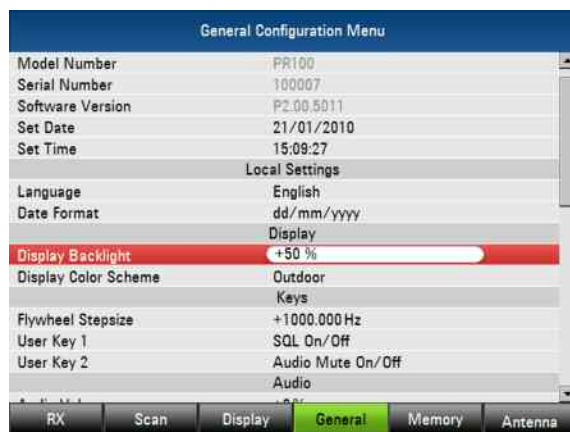 General Configuration Menu
Model Number PR100
Serial Number 100007
Software Version P2.00.5011
Set Date 21/01/2010
Set Time 15:09:27
Local Settings
Language English
Date Format dd/mm/yyyy
Display
Display Backlight +50 %
Display Color Scheme Outdoor
Keys
Flywheel Stepsize +1000.000 Hz
User Key 1 SQL On/Off
User Key 2 Audio Mute On/Off
Audio
RX Scan Display General Memory Antenna